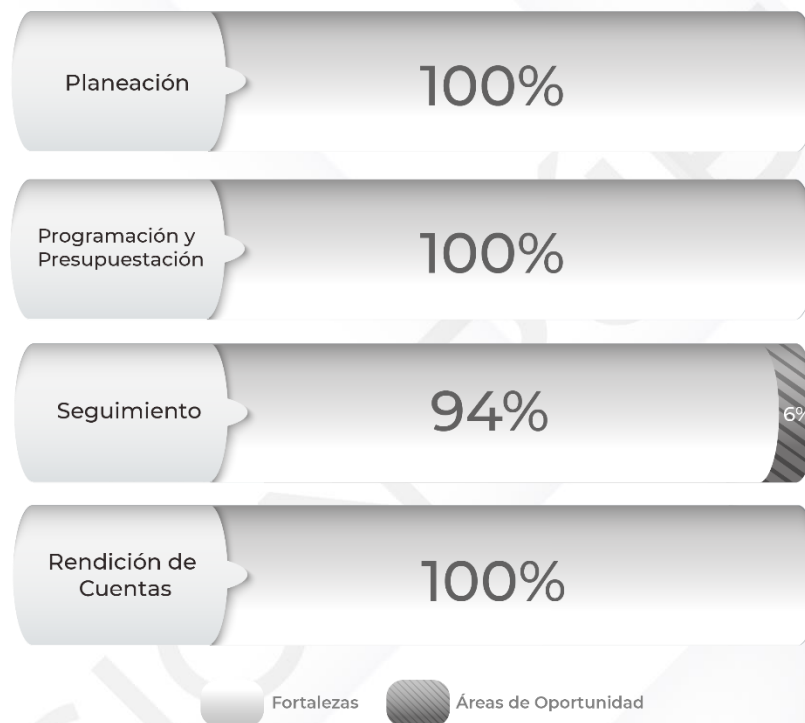 Planeación
100%
Programación y
Presupuestación
100%
Seguimiento
94%
6%
Rendición de
Cuentas
100%
Fortalezas
Áreas de Oportunidad